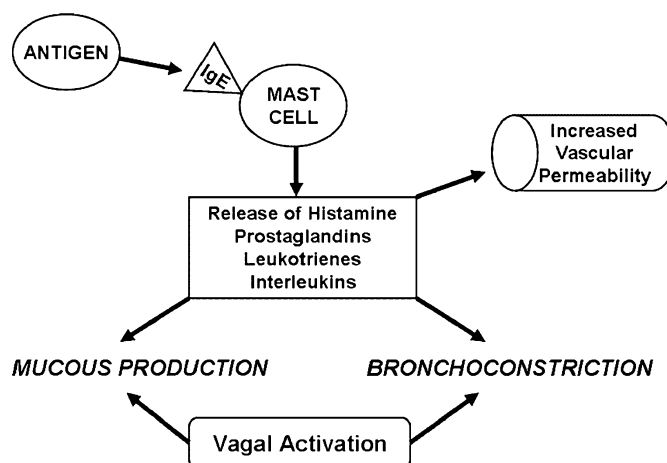 ANTIGEN
IgE
MAST
CELL
Increased
Vascular
Permeability
Release of Histamine
Prostaglandins
Leukotrienes
Interleukins
MUCOUS PRODUCTION
BRONCHOCONSTRICTION
Vagal Activation